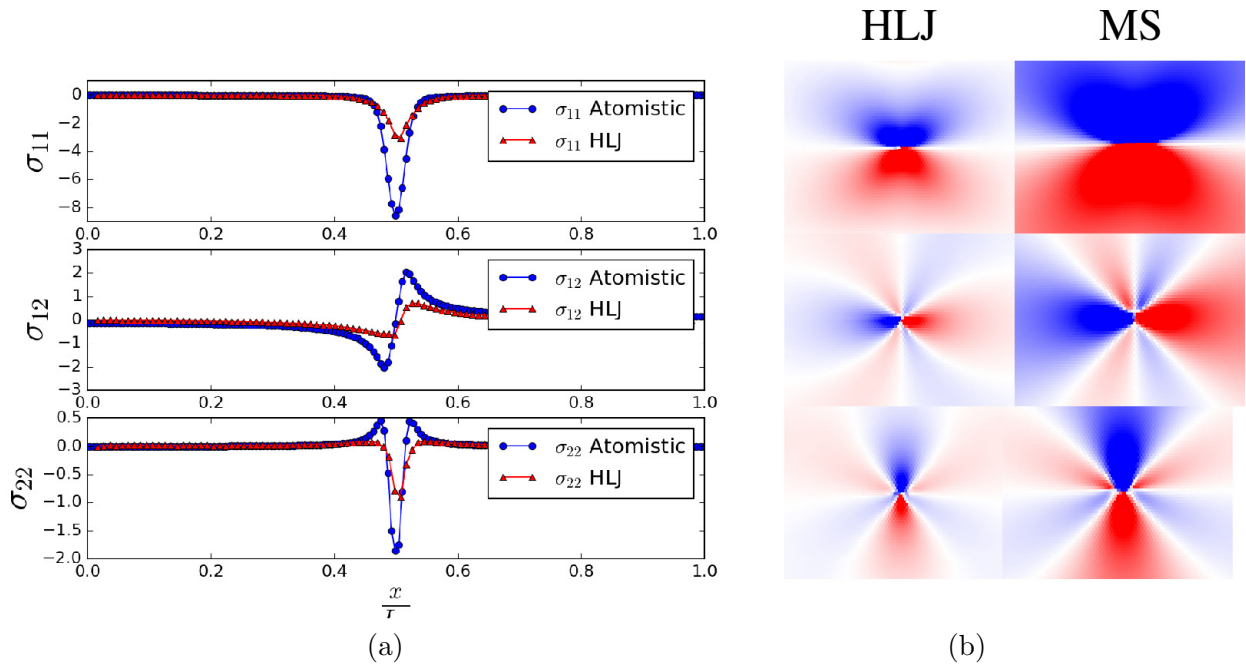 HLJ MS
0
−2
−4
−6
−8
σ11
σ11 Atomistic
σ11 HLJ
0.0 0.2 0.4 0.6 0.8 1.0
3
2
1
0
−1
−2
−3
σ12
σ12 Atomistic
σ12 HLJ
0.0 0.2 0.4 0.6 0.8 1.0
0.5
0.0
−0.5
−1.0
−1.5
−2.0
σ22
σ22 Atomistic
σ22 HLJ
0.0 0.2 0.4 0.6 0.8 1.0
x
(a) (b)